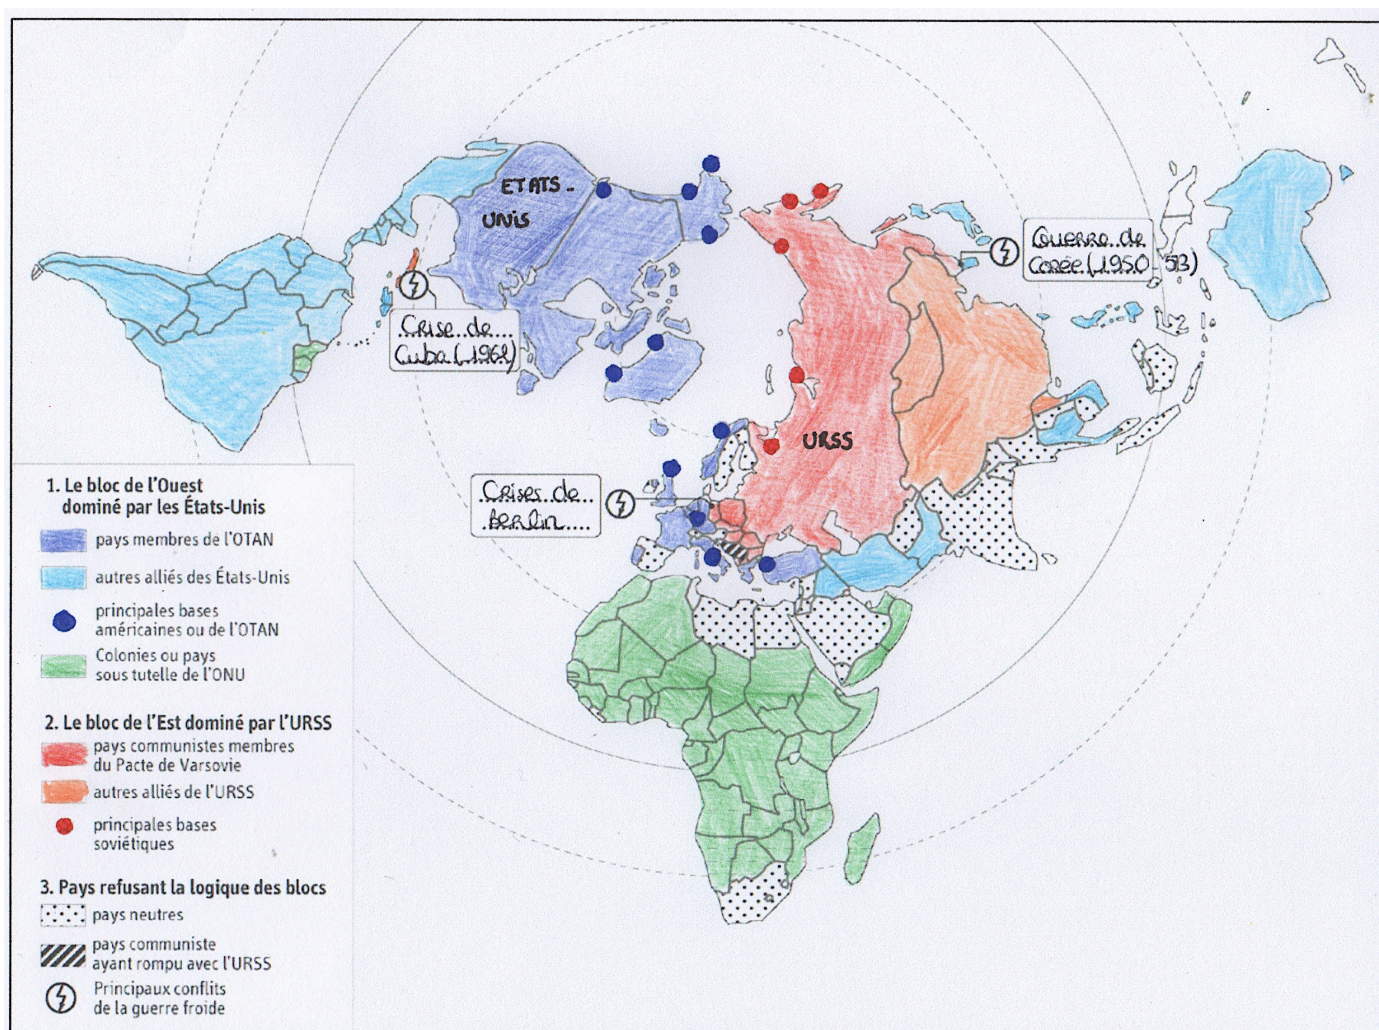 ETATS-
UNIS
Guerre de
Corée (1950-53)
Crise de
Cuba (1962)
URSS
Crises de
Berlin
1. Le bloc de l'Ouest
dominé par les États-Unis
pays membres de l'OTAN
autres alliés des États-Unis
principales bases
américaines ou de l'OTAN
Colonies ou pays
sous tutelle de l'ONU
2. Le bloc de l'Est dominé par l'URSS
pays communistes membres
du Pacte de Varsovie
autres alliés de l'URSS
principales bases
soviétiques
3. Pays refusant la logique des blocs
pays neutres
pays communiste
ayant rompu avec l'URSS
Principaux conflits
de la guerre froide